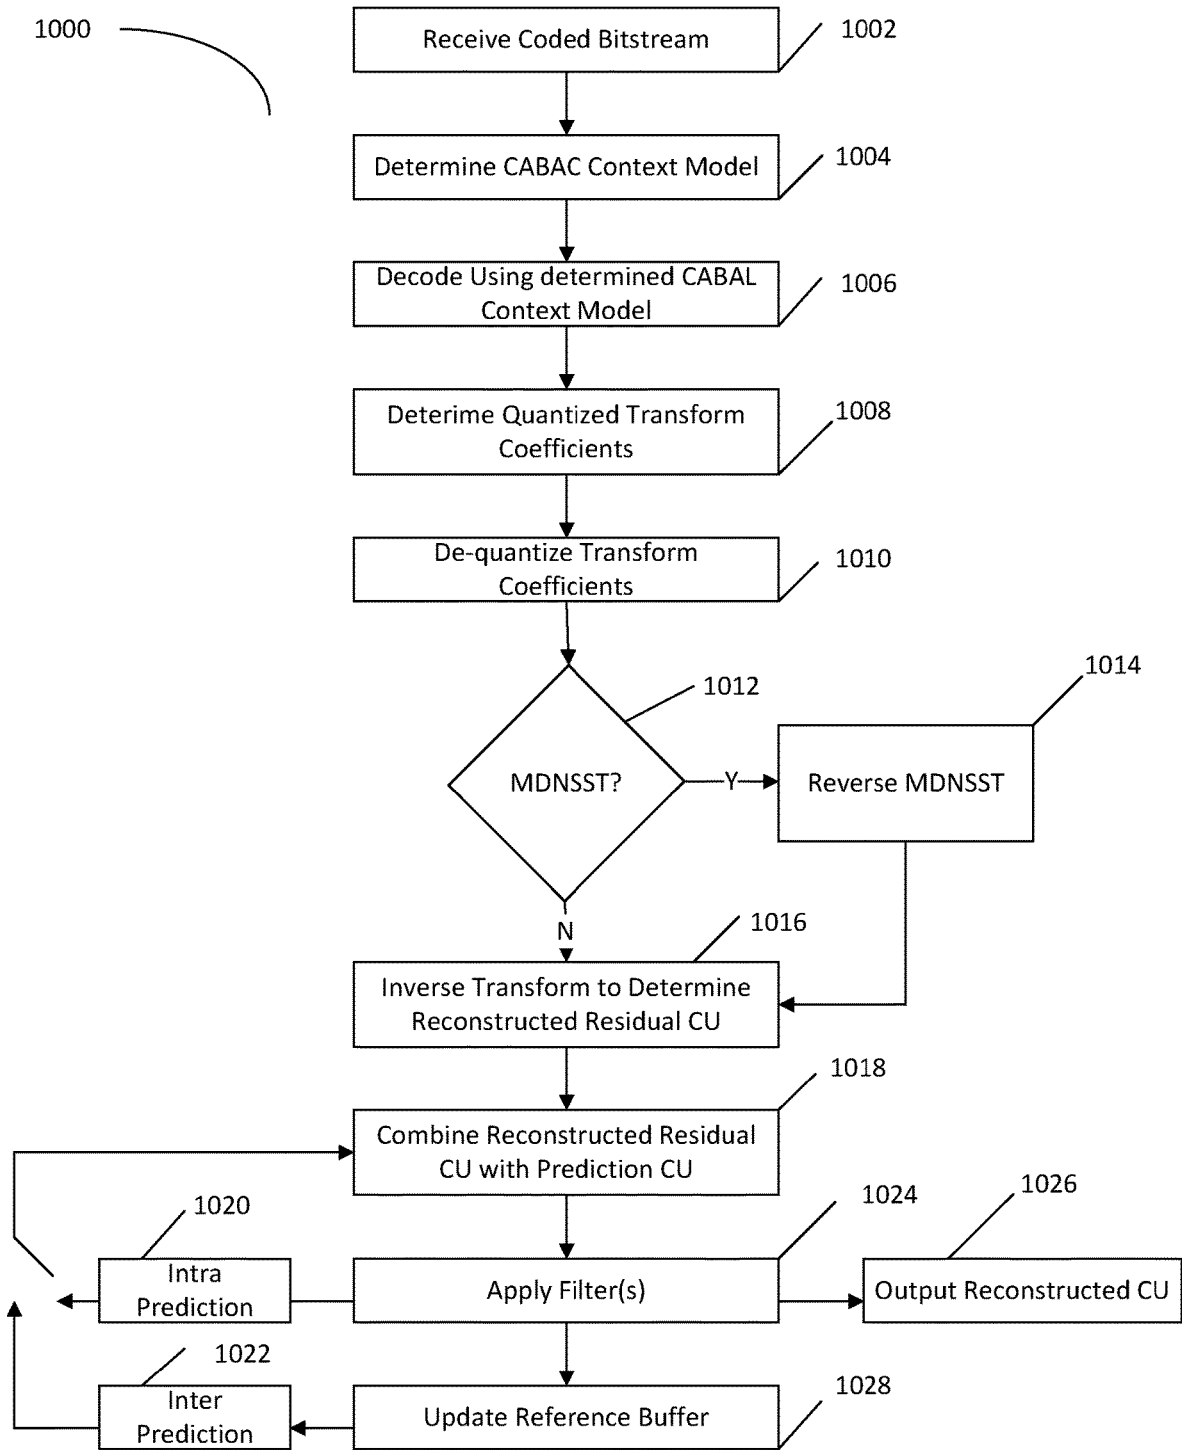 1000
Receive Coded Bitstream
1002
Determine CABAC Context Model
1004
Decode Using determined CABAL
Context Model
1006
Deterime Quantized Transform
Coefficients
1008
De-quantize Transform
Coefficients
1010
MDNSST?
1012
Y
Reverse MDNSST
1014
N
Inverse Transform to Determine
Reconstructed Residual CU
1016
Combine Reconstructed Residual
CU with Prediction CU
1018
Intra
Prediction
1020
Apply Filter(s)
1024
Output Reconstructed CU
1026
Inter
Prediction
1022
Update Reference Buffer
1028